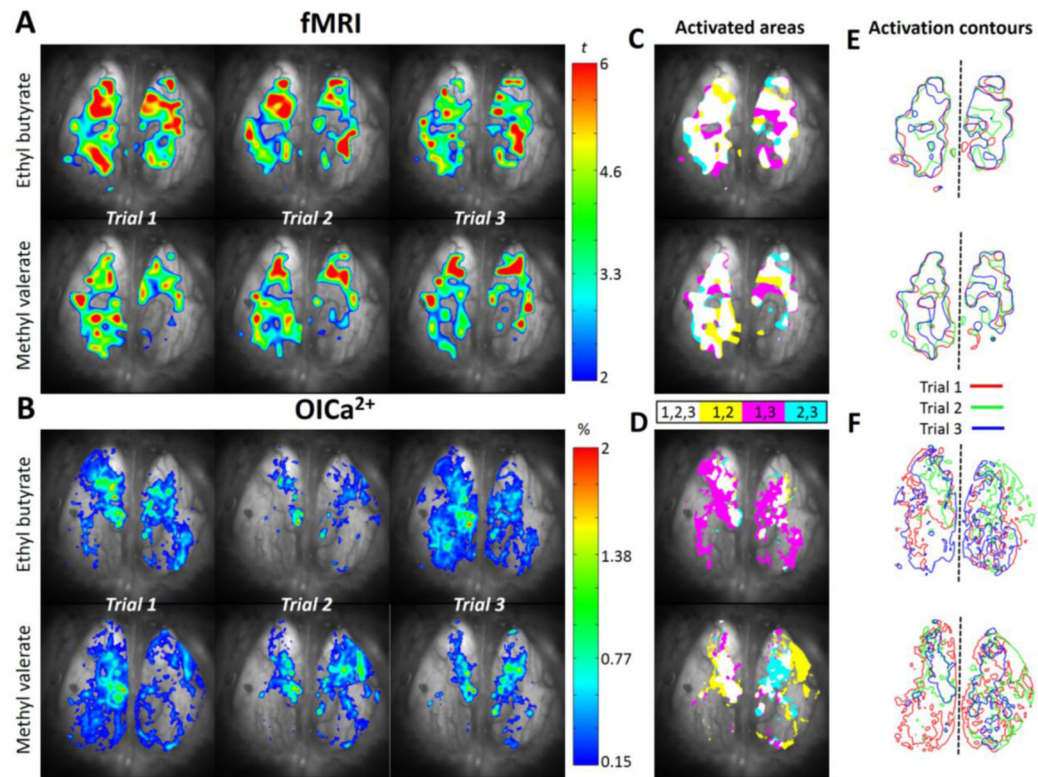 A
fMRI
C
Activated areas
E
Activation contours
Ethyl butyrate
t
6
4.6
3.3
2
Trial 1
Trial 2
Trial 3
Methyl valerate
1,2,3
1,2
1,3
2,3
Trial 1
Trial 2
Trial 3
B
OICa²⁺
D
F
Ethyl butyrate
%
2
1.38
0.77
0.15
Trial 1
Trial 2
Trial 3
Methyl valerate